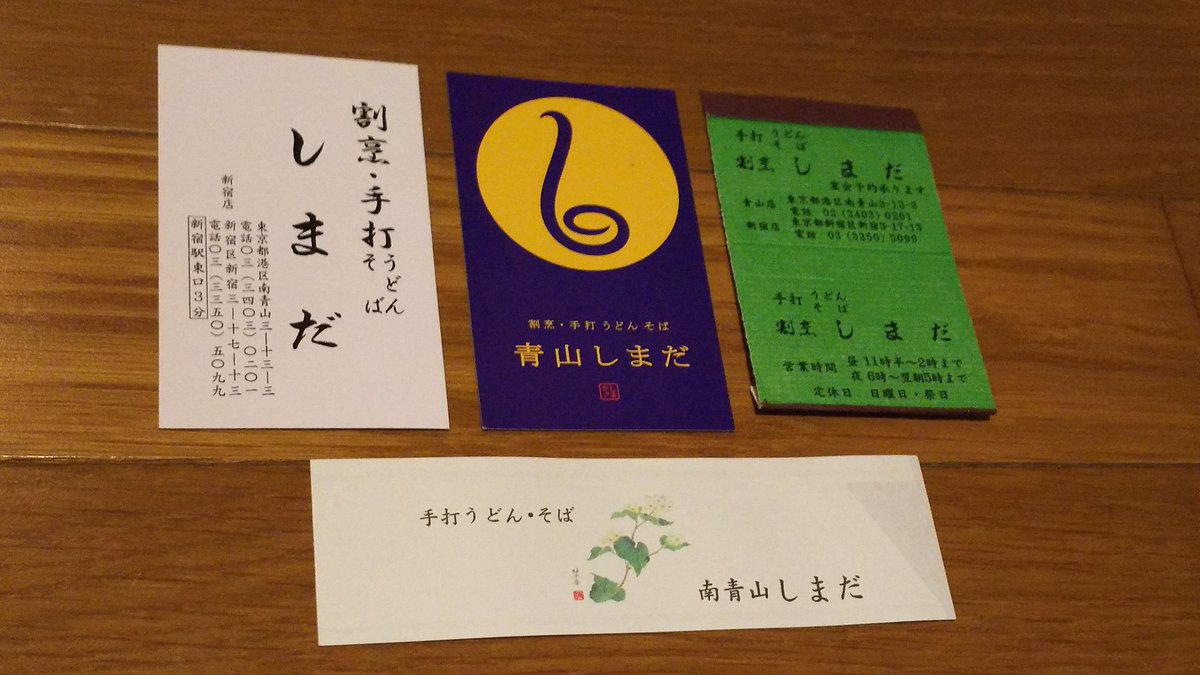 割烹・手打うどんそば
しまだ
新宿店
東京都港区南青山三―十三―三
電話〇三(三四〇三)〇二〇一
新宿区新宿三―十七―十三
電話〇三(三三五〇)五〇九九
新宿駅東口3分
割烹・手打 うどん そば
青山しまだ
手打 うどん そば
割烹 しまだ
宴会予約承ります
青山店 東京都港区南青山3-13-3
電話 03 (3403) 0201
新宿店 東京都新宿区新宿3-17-13
電話 03 (3350) 5099
手打 うどん そば
割烹 しまだ
営業時間 昼 11時半〜2時まで
夜 6時〜翌朝5時まで
定休日 日曜日・祭日
手打うどん・そば
南青山しまだ